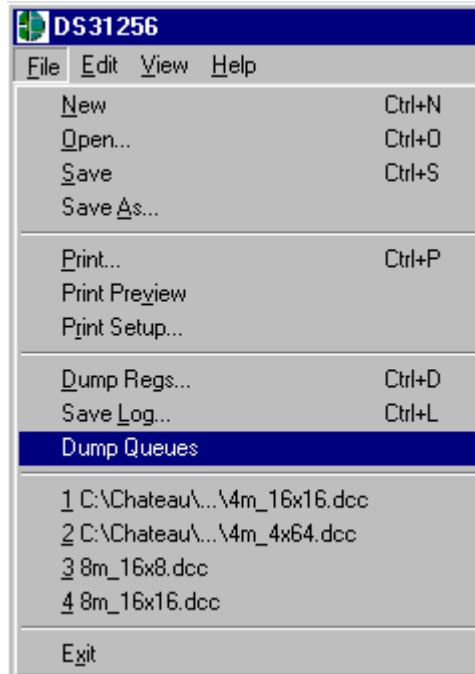 DS31256
File Edit View Help
New Ctrl+N
Open... Ctrl+O
Save Ctrl+S
Save As...
Print... Ctrl+P
Print Preview
Print Setup...
Dump Regs... Ctrl+D
Save Log... Ctrl+L
Dump Queues
1 C:\Chateau\...\4m_16x16.dcc
2 C:\Chateau\...\4m_4x64.dcc
3 8m_16x8.dcc
4 8m_16x16.dcc
Exit